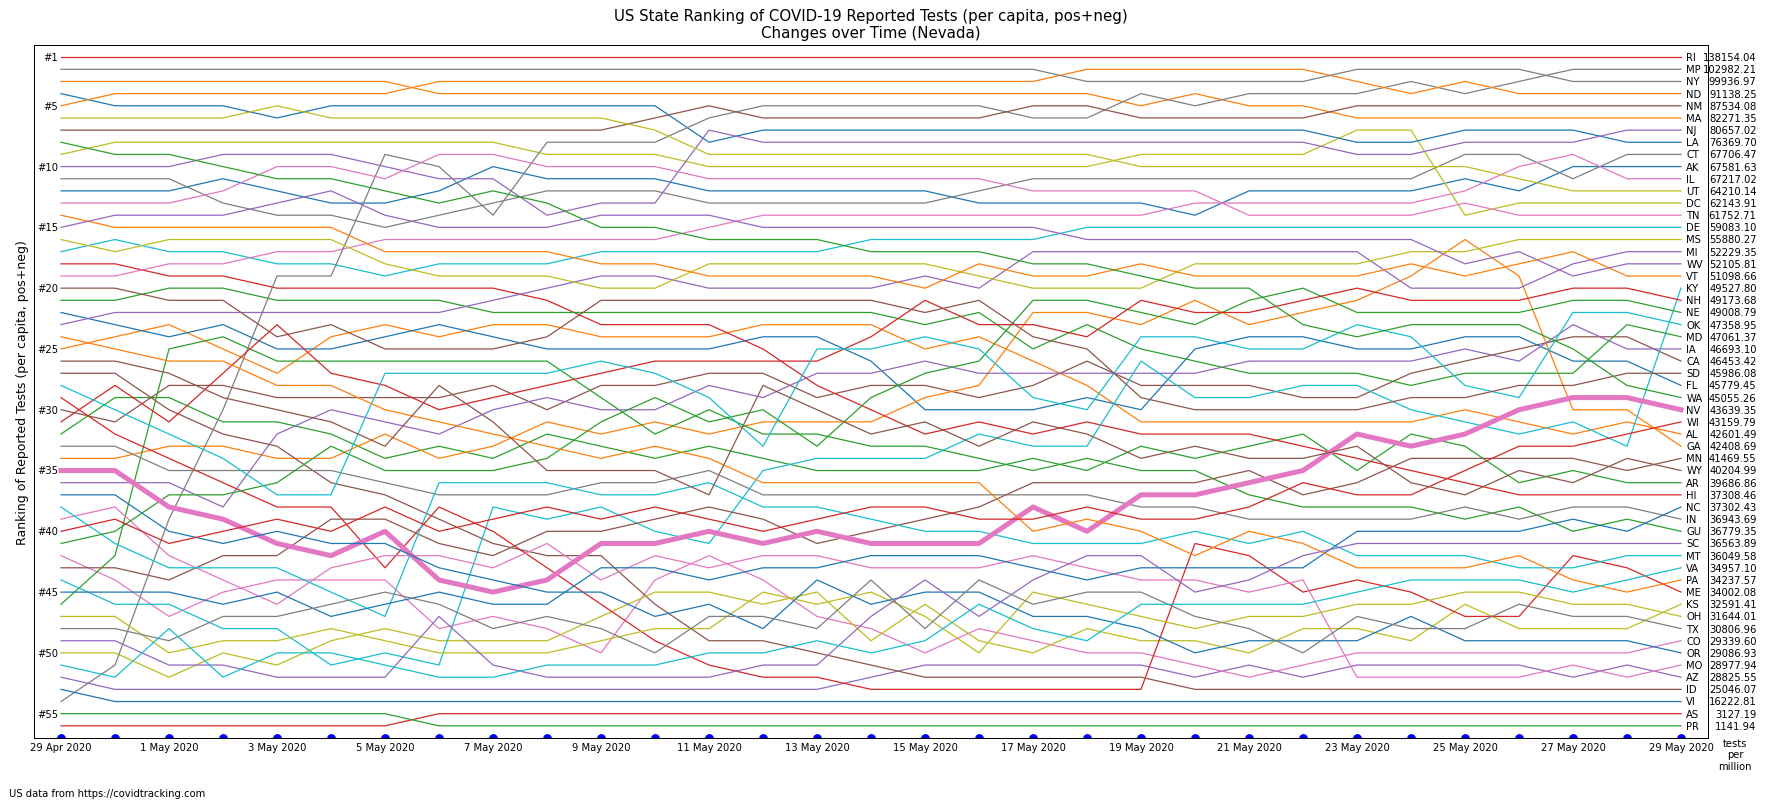 US State Ranking of COVID-19 Reported Tests (per capita, pos+neg)
Changes over Time (Nevada)
Ranking of Reported Tests (per capita, pos+neg)
#1
#5
#10
#15
#20
#25
#30
#35
#40
#45
#50
#55
RI 138154.04
MP 102982.21
NY 99936.97
ND 91138.25
NM 87534.08
MA 82271.35
NJ 80657.02
LA 76369.70
CT 67706.47
AK 67581.63
IL 67217.02
UT 64210.14
DC 62143.91
TN 61752.71
DE 59083.10
MS 55880.27
MI 52229.35
WV 52105.81
VT 51098.66
KY 49527.80
NH 49173.68
NE 49008.79
OK 47358.95
MD 47061.37
IA 46693.10
CA 46453.42
SD 45986.08
FL 45779.45
WA 45055.26
NV 43639.35
WI 43159.79
AL 42601.49
GA 42408.69
MN 41469.55
WY 40204.99
AR 39686.86
HI 37308.46
NC 37302.43
IN 36943.69
GU 36779.35
SC 36563.89
MT 36049.58
VA 34957.10
PA 34237.57
ME 34002.08
KS 32591.41
OH 31644.01
TX 30806.96
CO 29339.60
OR 29086.93
MO 28977.94
AZ 28825.55
ID 25046.07
VI 16222.81
AS 3127.19
PR 1141.94
29 Apr 2020 1 May 2020 3 May 2020 5 May 2020 7 May 2020 9 May 2020 11 May 2020 13 May 2020 15 May 2020 17 May 2020 19 May 2020 21 May 2020 23 May 2020 25 May 2020 27 May 2020 29 May 2020
tests
per
million
US data from https://covidtracking.com